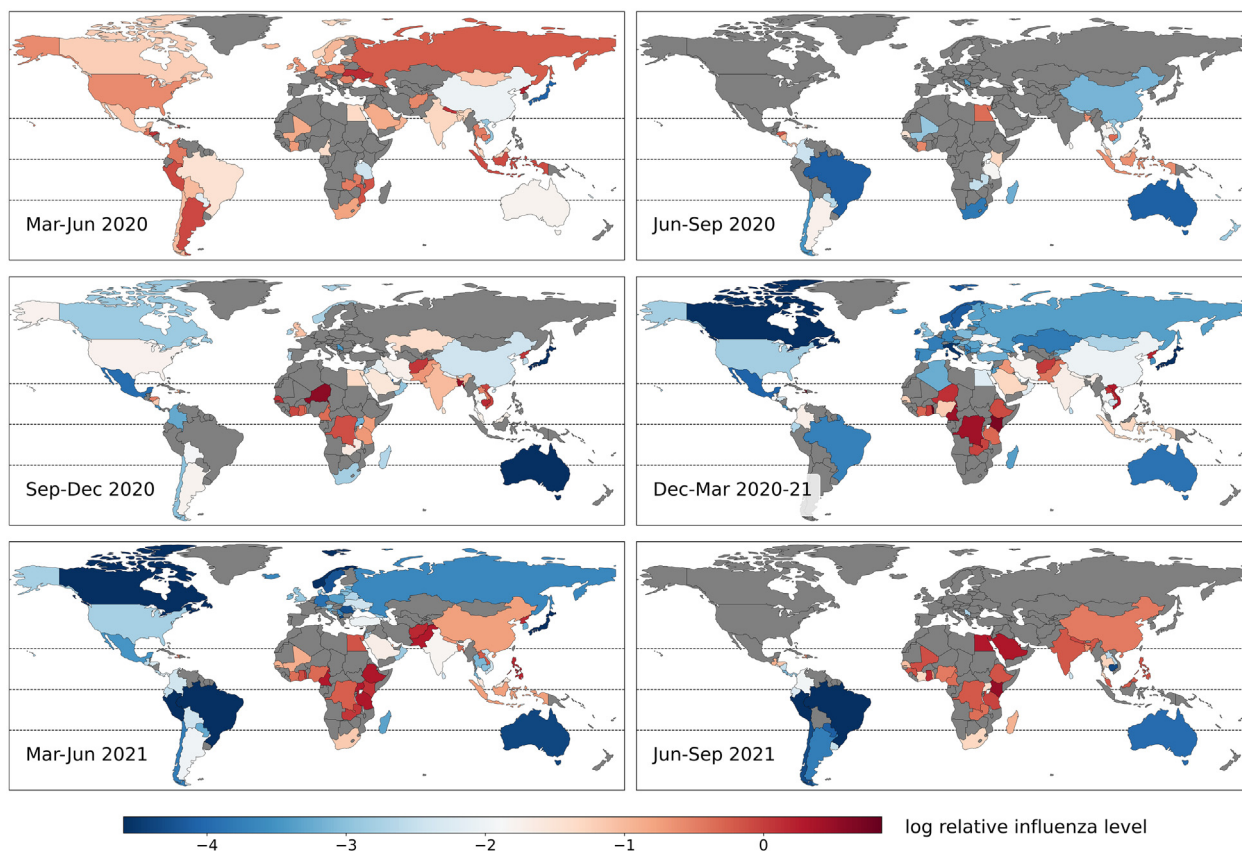 Mar-Jun 2020
Jun-Sep 2020
Sep-Dec 2020
Dec-Mar 2020-21
Mar-Jun 2021
Jun-Sep 2021
−4 −3 −2 −1 0 log relative influenza level